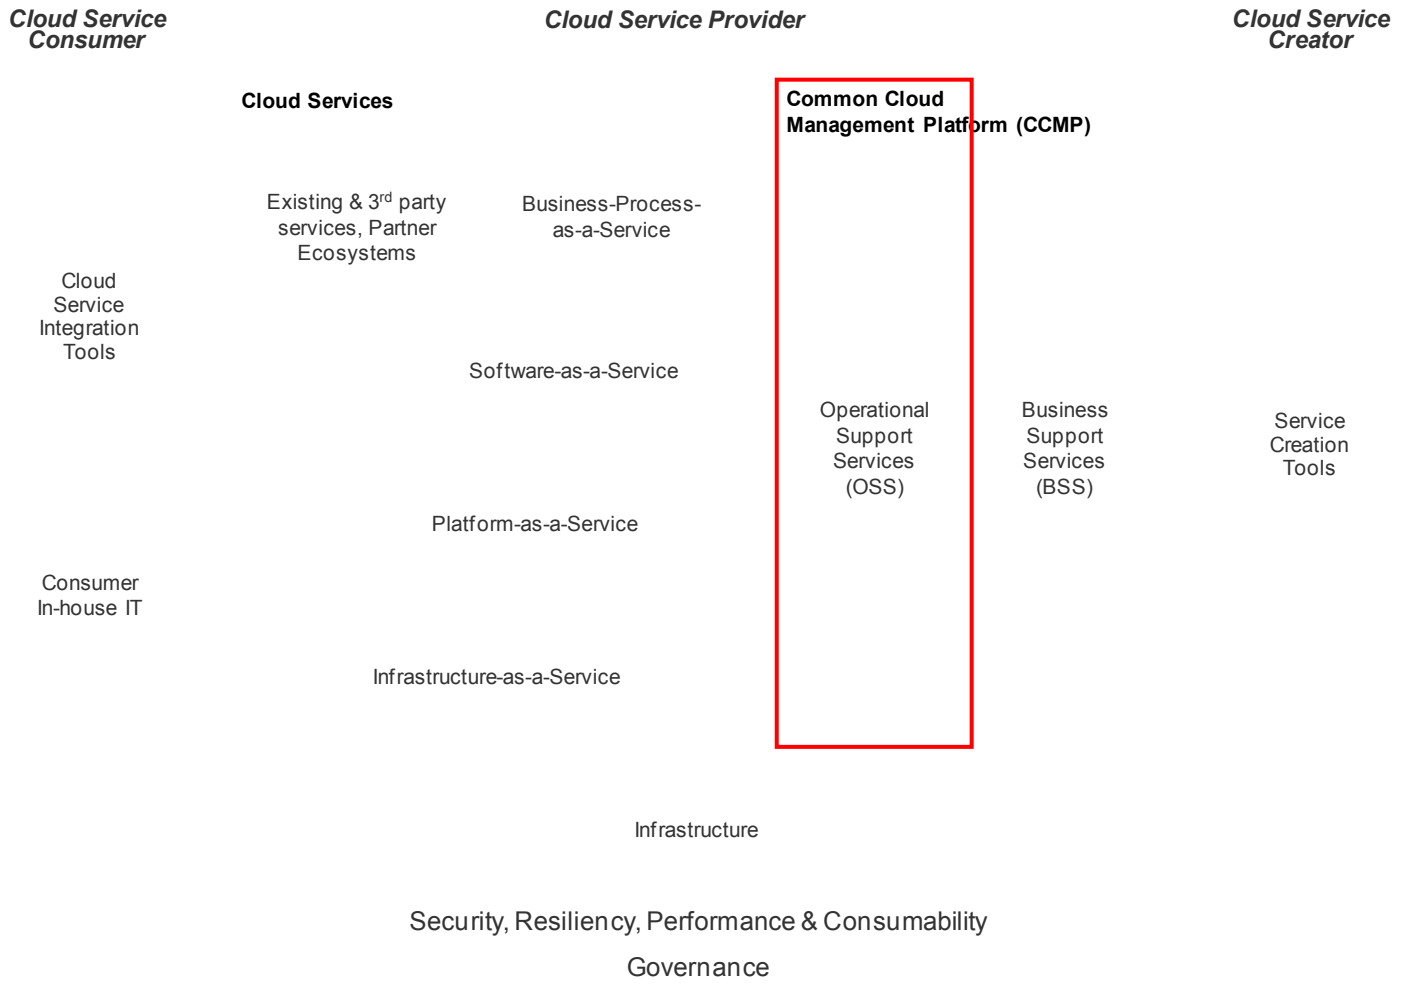 Cloud Service
Consumer
Cloud Service Provider
Cloud Service
Creator
Cloud Services
Common Cloud
Management Platform (CCMP)
Existing & 3rd party
services, Partner
Ecosystems
Business-Process-
as-a-Service
Cloud
Service
Integration
Tools
Software-as-a-Service
Operational
Support
Services
(OSS)
Business
Support
Services
(BSS)
Service
Creation
Tools
Platform-as-a-Service
Consumer
In-house IT
Infrastructure-as-a-Service
Infrastructure
Security, Resiliency, Performance & Consumability
Governance